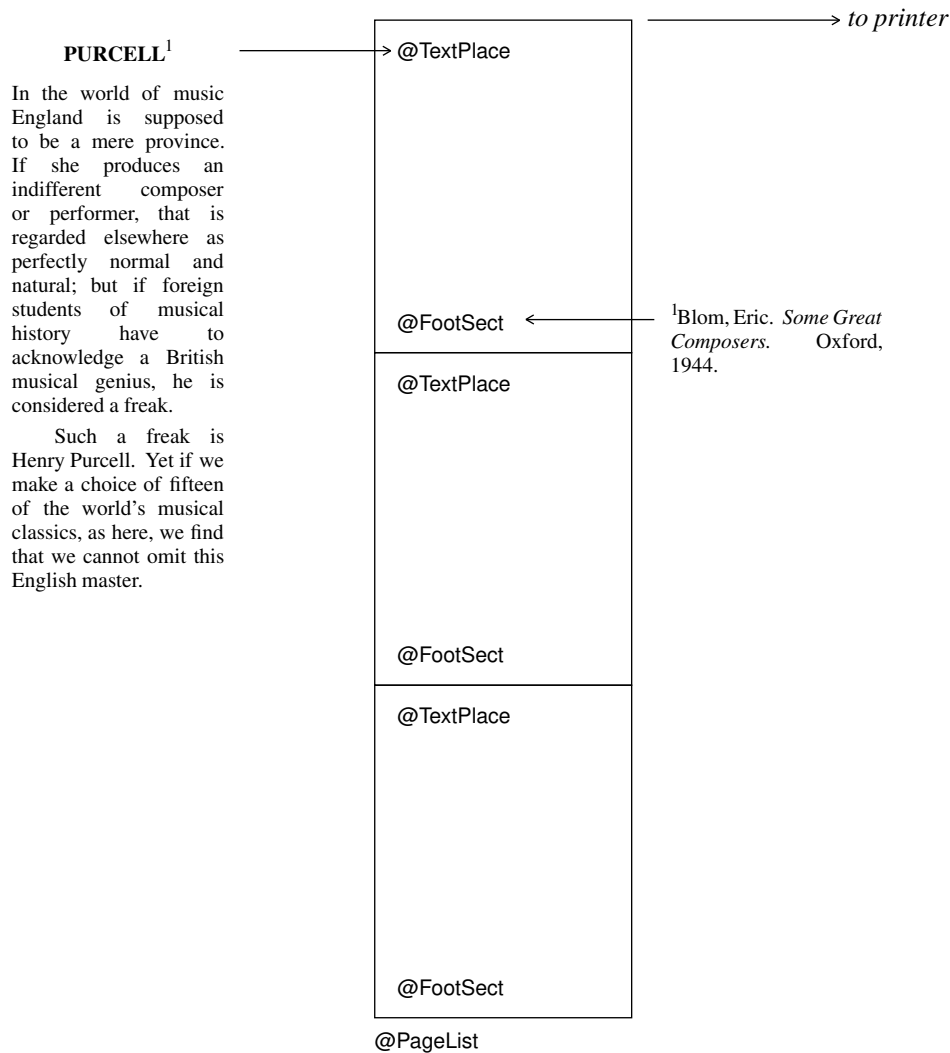 to printer
PURCELL1
@TextPlace
In the world of music
England is supposed
to be a mere province.
If she produces an
indifferent composer
or performer, that is
regarded elsewhere as
perfectly normal and
natural; but if foreign
students of musical
history have to
acknowledge a British
musical genius, he is
considered a freak.
Such a freak is
Henry Purcell. Yet if we
make a choice of fifteen
of the world's musical
classics, as here, we find
that we cannot omit this
English master.
@FootSect
1Blom, Eric. Some Great
Composers. Oxford,
1944.
@TextPlace
@FootSect
@TextPlace
@FootSect
@PageList